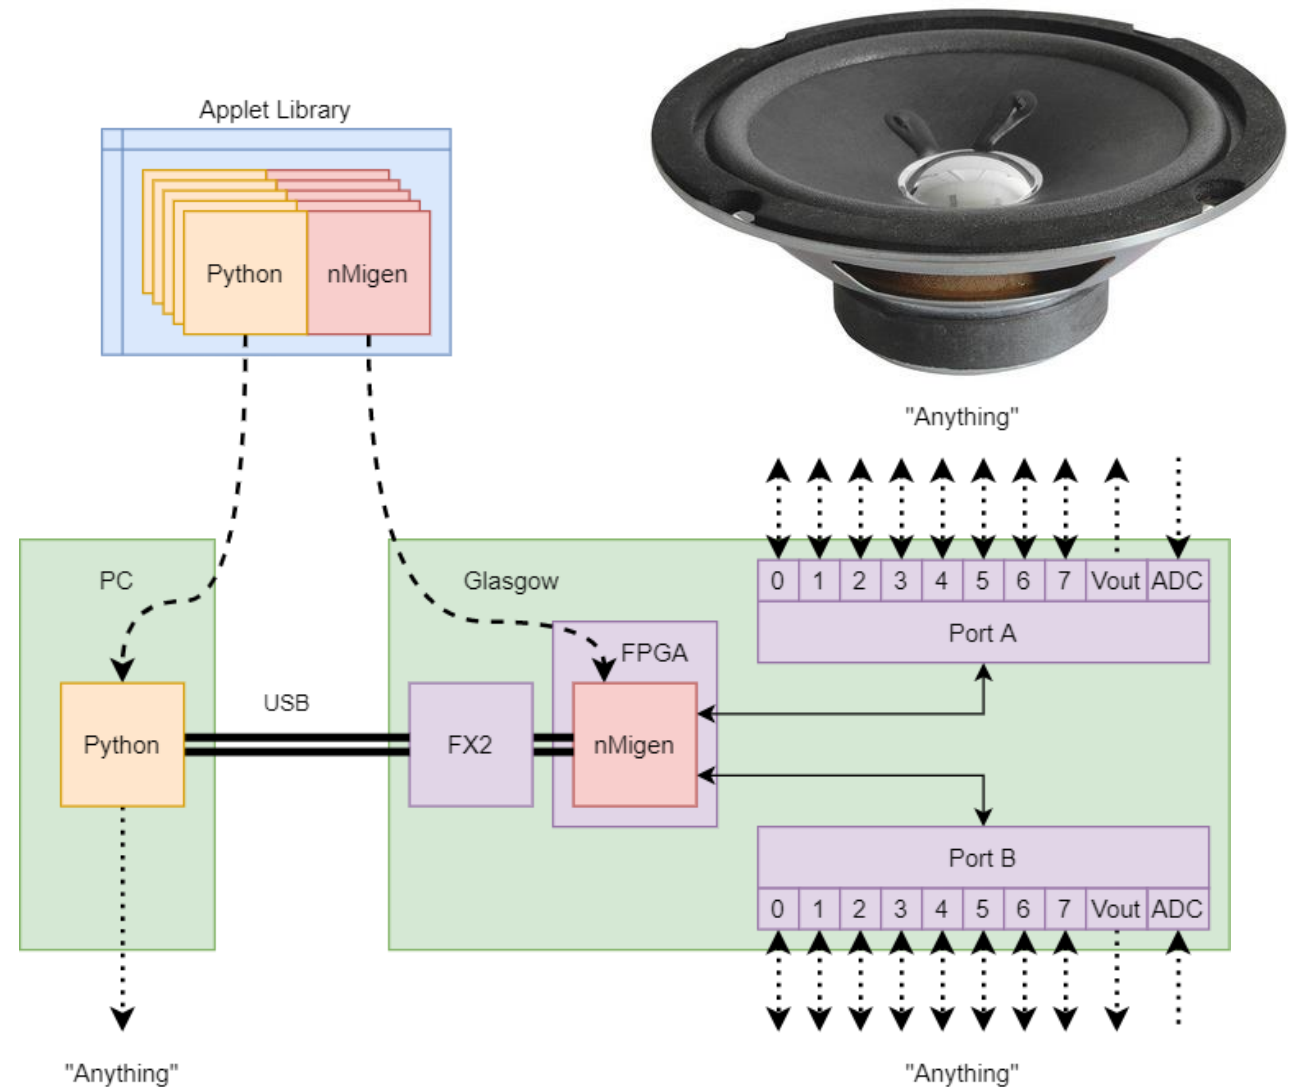 Applet Library
Python
nMigen
"Anything"
PC
Glasgow
0 1 2 3 4 5 6 7 Vout ADC
Port A
FPGA
USB
Python
FX2
nMigen
Port B
0 1 2 3 4 5 6 7 Vout ADC
"Anything"
"Anything"